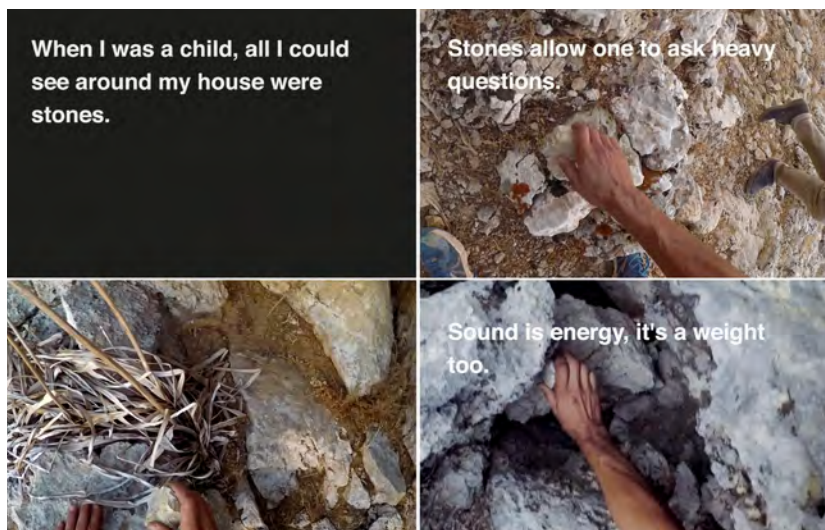 When I was a child, all I could
see around my house were
stones.
Stones allow one to ask heavy
questions.
Sound is energy, it's a weight
too.